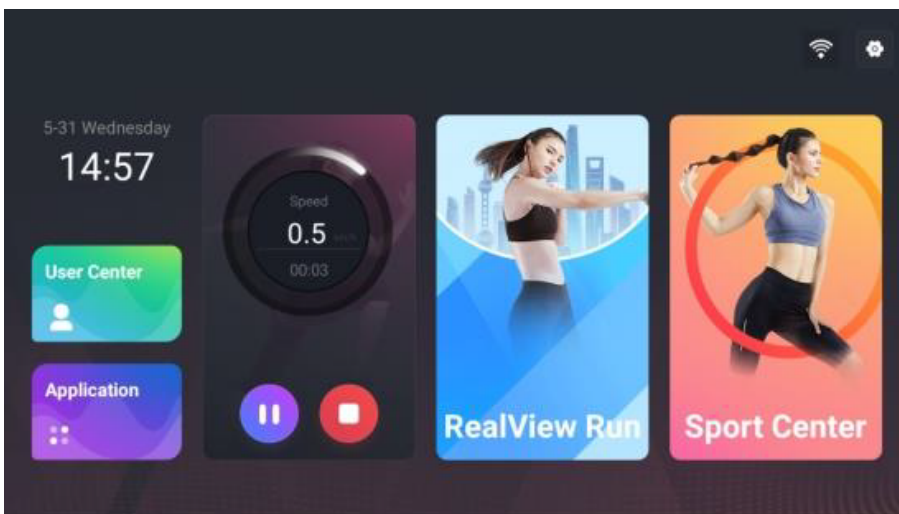 5-31 Wednesday
14:57
User Center
Application
Speed
0.5
00:03
RealView Run
Sport Center